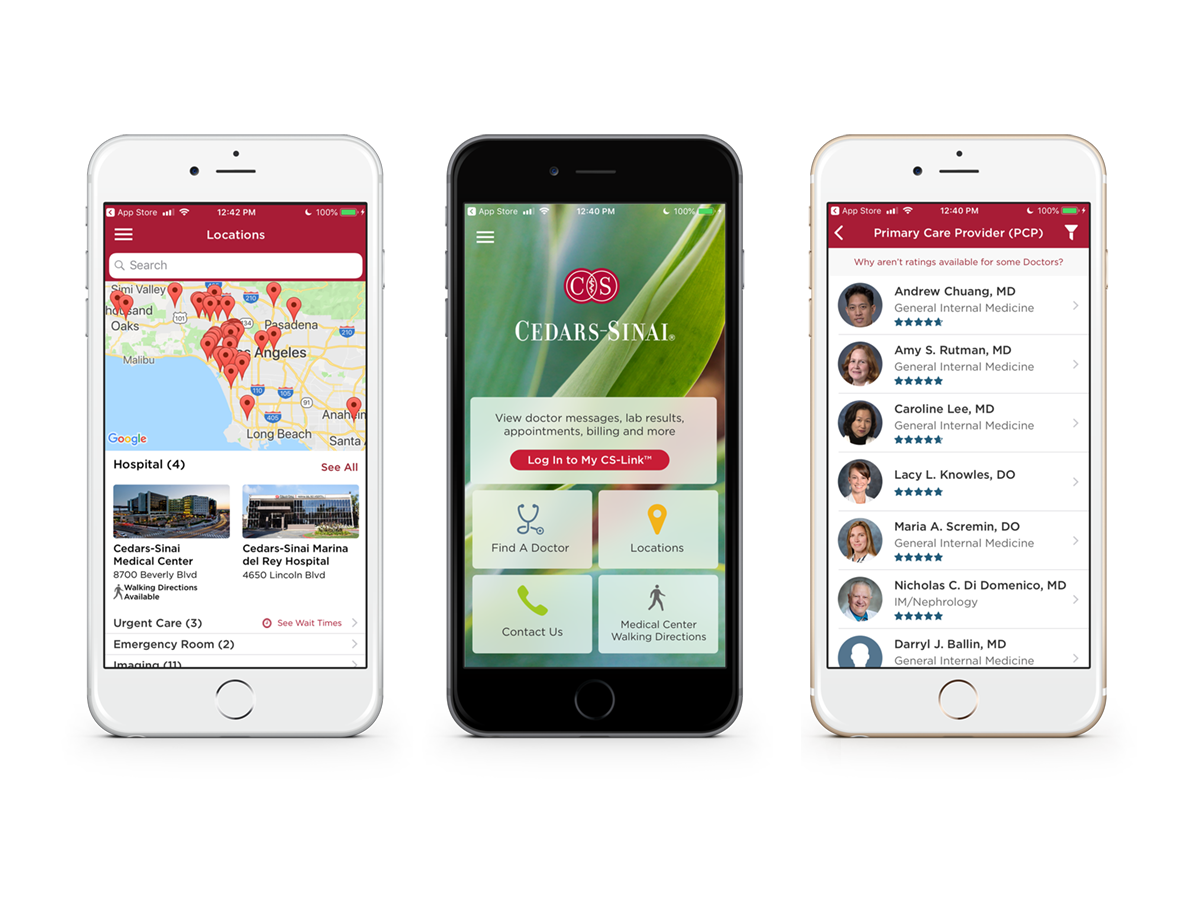 App Store
12:42 PM
100%
Locations
Search
Simi Valley
Thousand
Oaks
101
210
134
Pasadena
210
Malibu
Los Angeles
110
105
91
405
Anaheim
Long Beach
Santa A
Google
Hospital (4)
See All
Cedars-Sinai
Medical Center
8700 Beverly Blvd
Walking Directions
Available
Cedars-Sinai Marina
del Rey Hospital
4650 Lincoln Blvd
Urgent Care (3)
See Wait Times
Emergency Room (2)
Imaging (11)
App Store
12:40 PM
100%
CS
CEDARS-SINAI®
View doctor messages, lab results,
appointments, billing and more
Log In to My CS-Link™
Find A Doctor
Locations
Contact Us
Medical Center
Walking Directions
App Store
12:40 PM
100%
Primary Care Provider (PCP)
Why aren't ratings available for some Doctors?
Andrew Chuang, MD
General Internal Medicine
Amy S. Rutman, MD
General Internal Medicine
Caroline Lee, MD
General Internal Medicine
Lacy L. Knowles, DO
Maria A. Scremin, DO
General Internal Medicine
Nicholas C. Di Domenico, MD
IM/Nephrology
Darryl J. Ballin, MD
General Internal Medicine